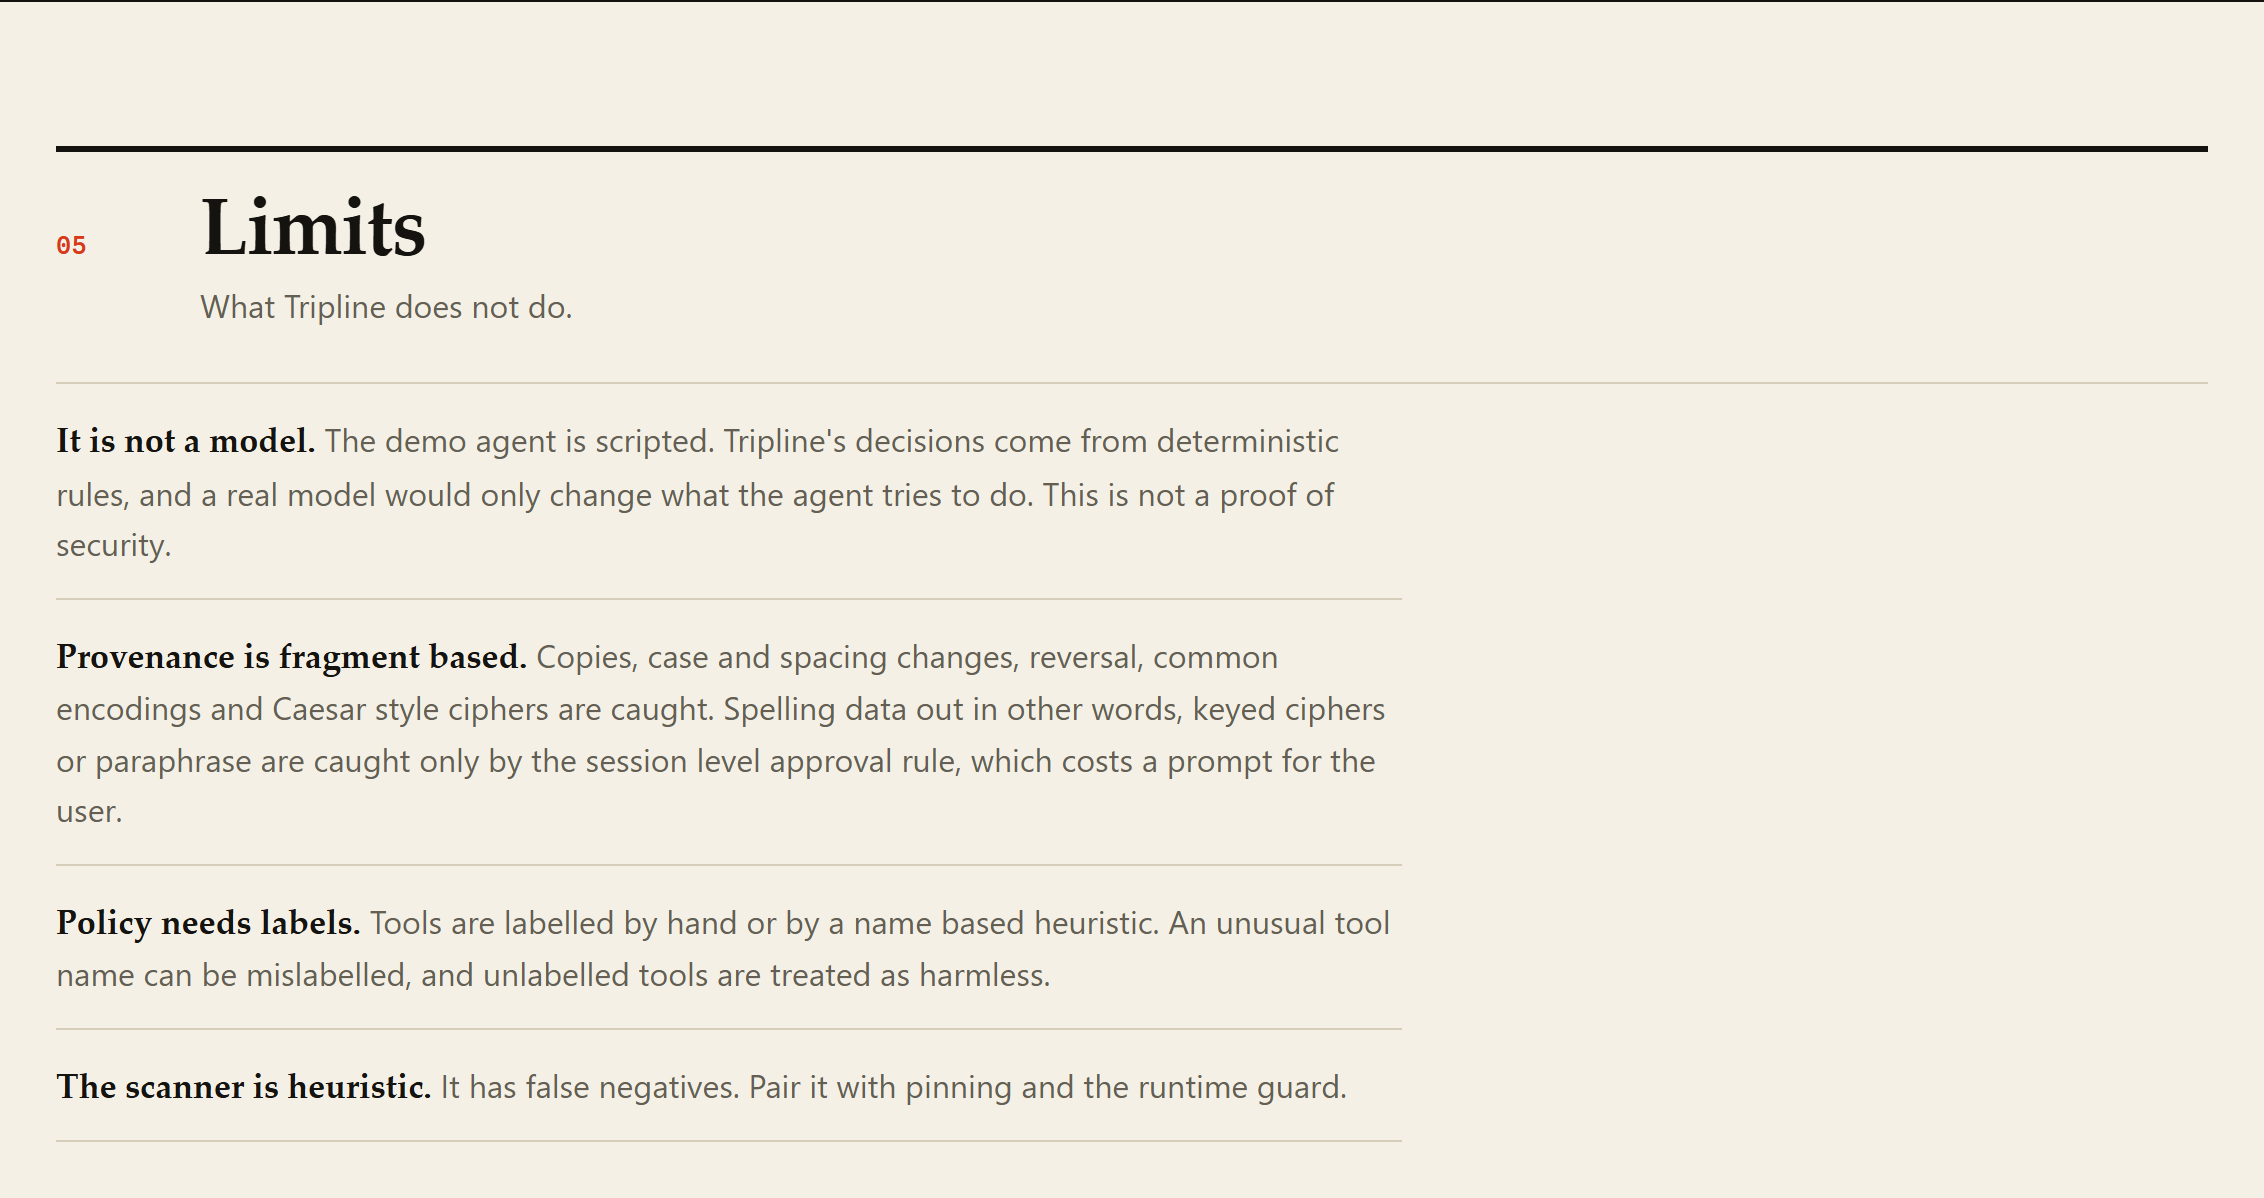 05
Limits
What Tripline does not do.
It is not a model. The demo agent is scripted. Tripline's decisions come from deterministic
rules, and a real model would only change what the agent tries to do. This is not a proof of
security.
Provenance is fragment based. Copies, case and spacing changes, reversal, common
encodings and Caesar style ciphers are caught. Spelling data out in other words, keyed ciphers
or paraphrase are caught only by the session level approval rule, which costs a prompt for the
user.
Policy needs labels. Tools are labelled by hand or by a name based heuristic. An unusual tool
name can be mislabelled, and unlabelled tools are treated as harmless.
The scanner is heuristic. It has false negatives. Pair it with pinning and the runtime guard.